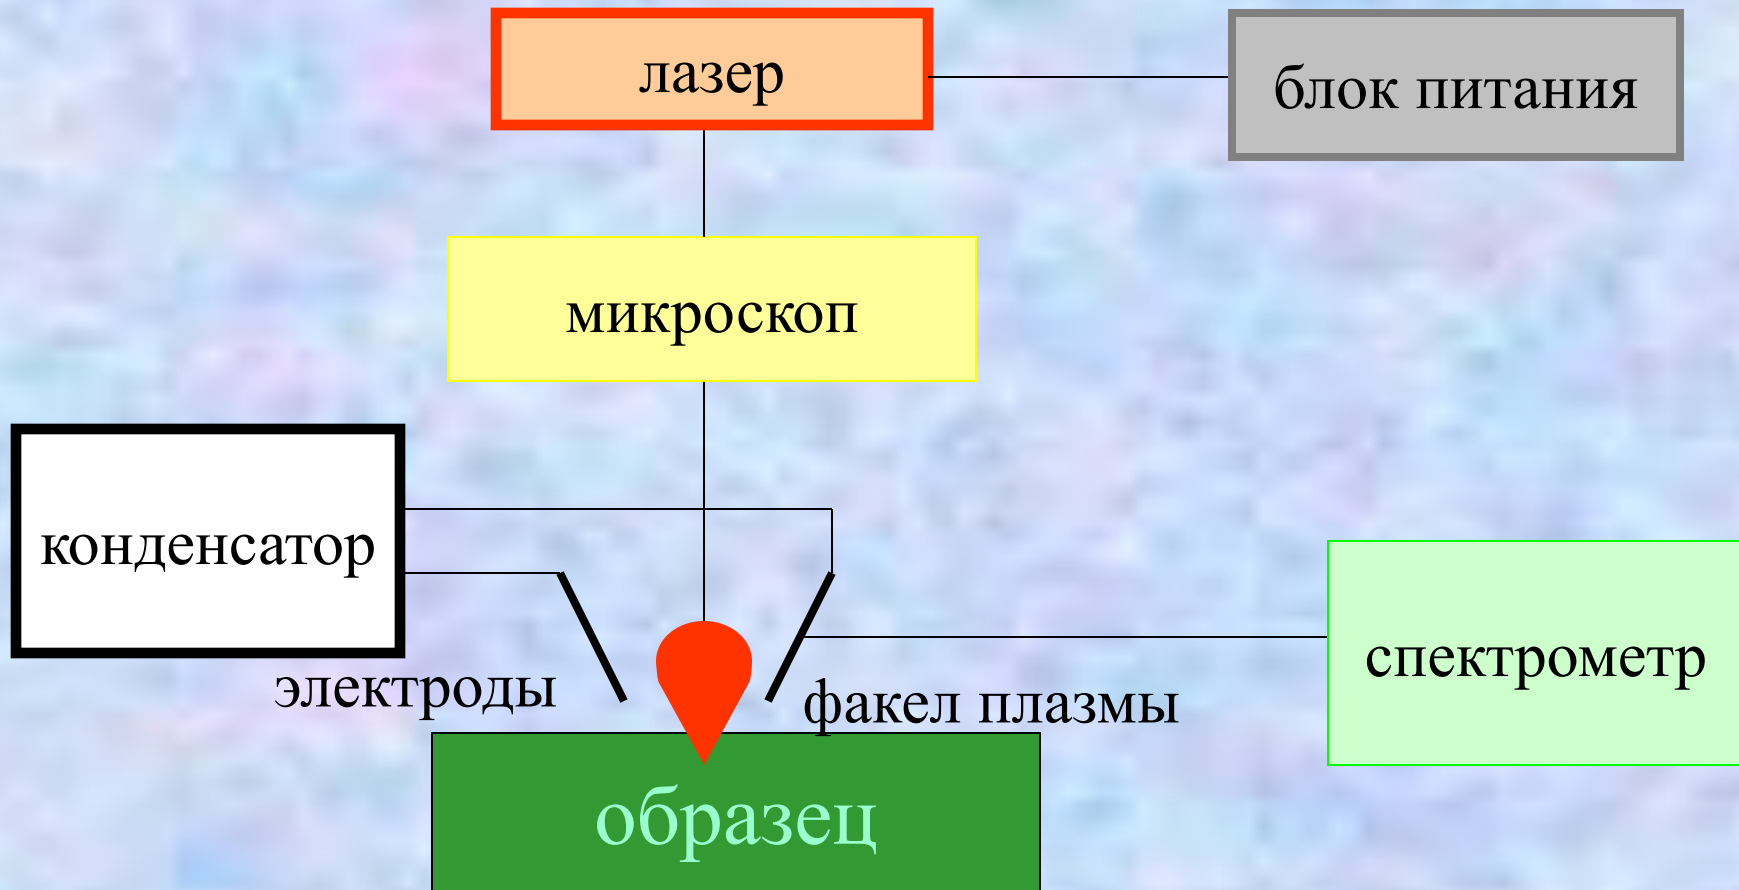 лазер
блок питания
микроскоп
конденсатор
спектрометр
электроды
факел плазмы
образец